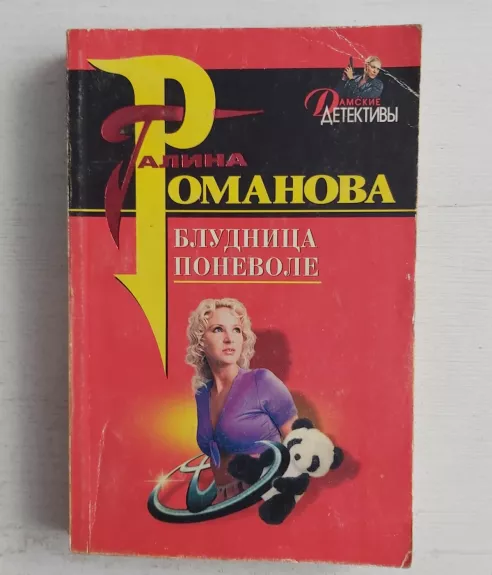 Дамские
Детективы
Галина
Романова
БЛУДНИЦА
ПОНЕВОЛЕ